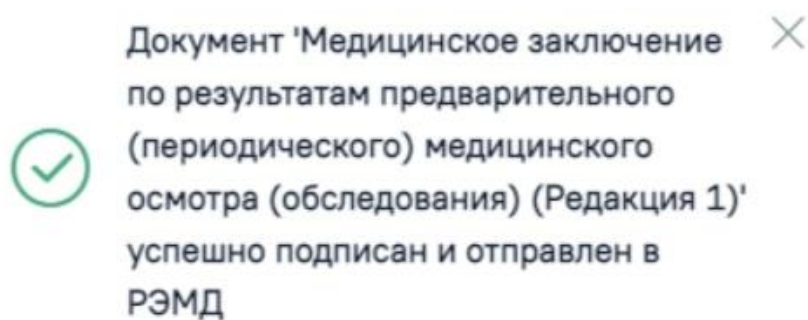 Документ 'Медицинское заключение
по результатам предварительного
(периодического) медицинского
осмотра (обследования) (Редакция 1)'
успешно подписан и отправлен в
РЭМД